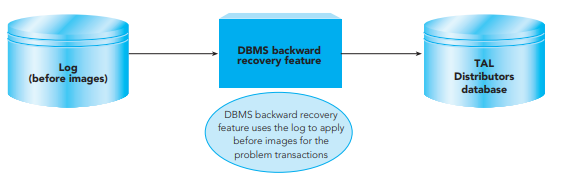 Log
(before images)
DBMS backward
recovery feature
TAL
Distributors
database
DBMS backward recovery
feature uses the log to apply
before images for the
problem transactions